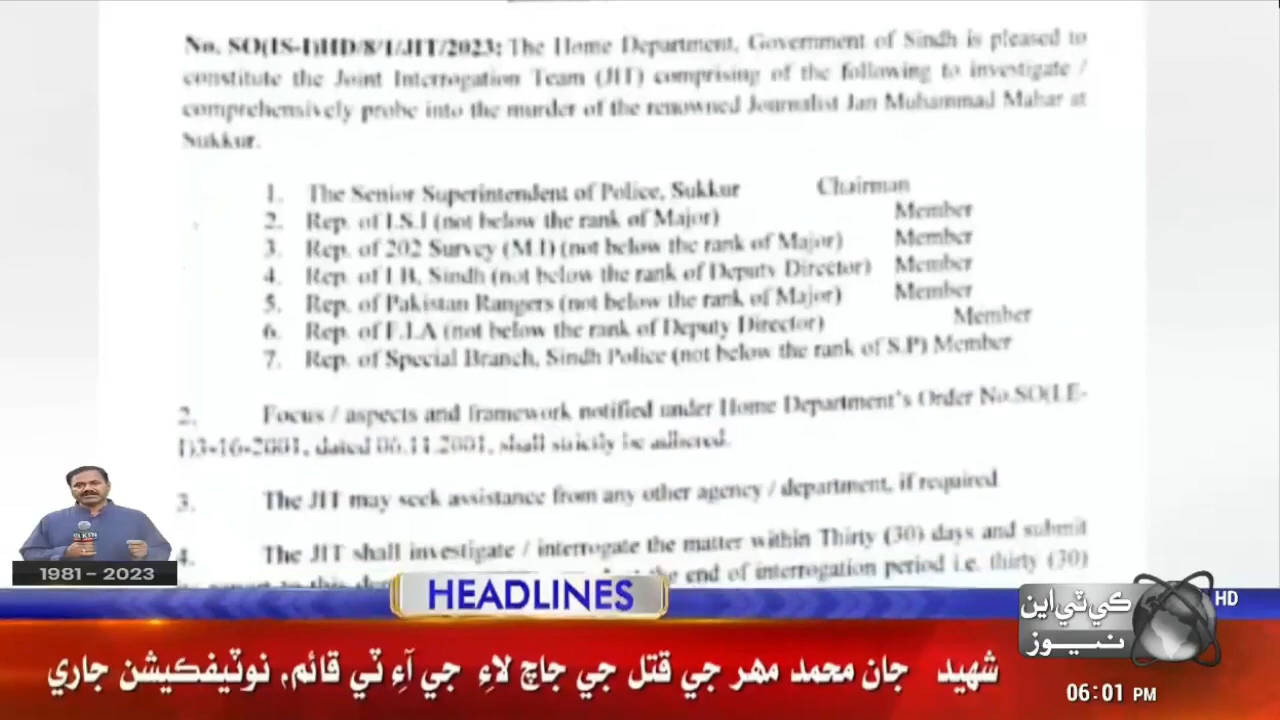 No. SO(IS-I)HD/8/1/JIT/2023: The Home Department, Government of Sindh is pleased to
constitute the Joint Interrogation Team (JIT) comprising of the following to investigate /
comprehensively probe into the murder of the renowned Journalist Jan Muhammad Mahar at
Sukkur.
1. The Senior Superintendent of Police, Sukkur Chairman
2. Rep. of I.S.I (not below the rank of Major) Member
3. Rep. of 202 Survey (M.I) (not below the rank of Major) Member
4. Rep. of I.B, Sindh (not below the rank of Deputy Director) Member
5. Rep. of Pakistan Rangers (not below the rank of Major) Member
6. Rep. of F.I.A (not below the rank of Deputy Director) Member
7. Rep. of Special Branch, Sindh Police (not below the rank of S.P) Member
2. Focus / aspects and framework notified under Home Department's Order No.SO(LE-
I)3-16-2001, dated 06.11.2001, shall strictly be adhered.
3. The JIT may seek assistance from any other agency / department, if required
4. The JIT shall investigate / interrogate the matter within Thirty (30) days and submit
the end of interrogation period i.e. thirty (30)
KTN
1981 – 2023
HEADLINES
ڪي ٽي اين
نيوز
HD
شهيد جان محمد مهر جي قتل جي جاچ لاءِ جي آءِ ٽي قائم، نوٽيفڪيشن جاري
06:01 PM